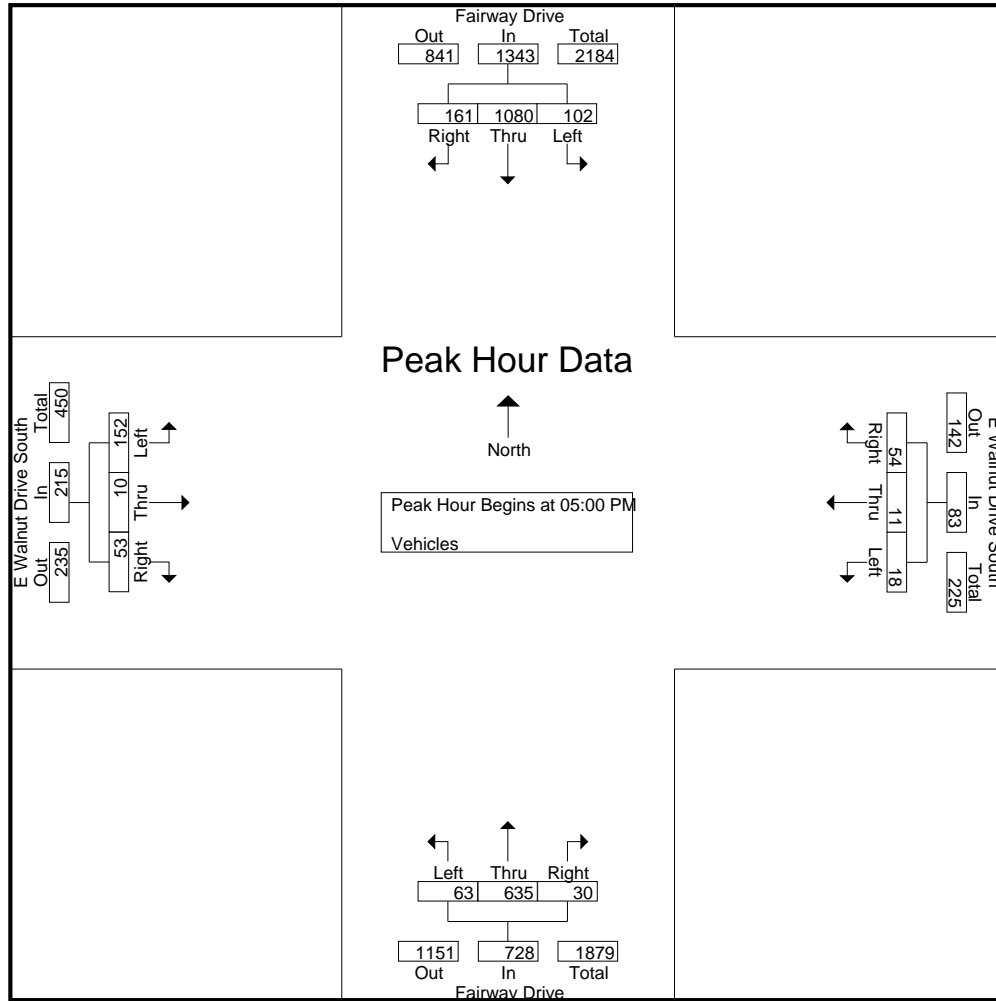 Fairway Drive
Out In Total
841 1343 2184
161 1080 102
Right Thru Left
Peak Hour Data
North
Peak Hour Begins at 05:00 PM
Vehicles
E Walnut Drive South
Total In Out
450 215 235
152 10 53
Left Thru Right
E Walnut Drive South
Out In Total
142 83 225
54 11 18
Right Thru Left
Left Thru Right
63 635 30
1151 728 1879
Out In Total
Fairway Drive